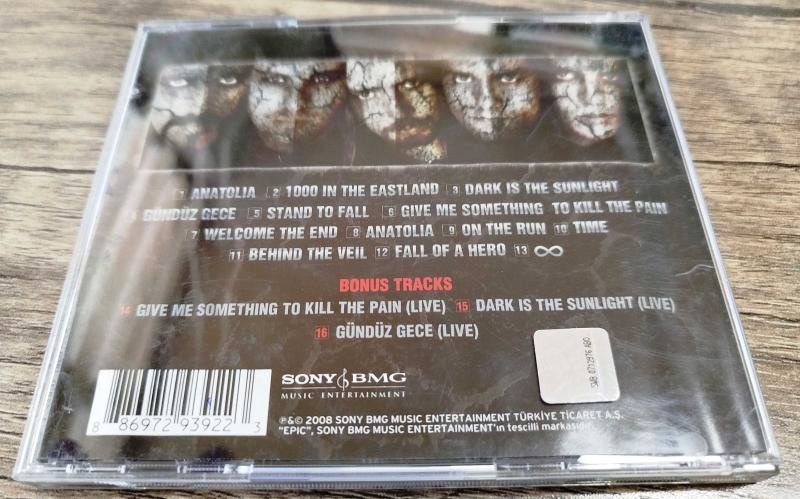 1 ANATOLIA 2 1000 IN THE EASTLAND 3 DARK IS THE SUNLIGHT
4 GÜNDÜZ GECE 5 STAND TO FALL 6 GIVE ME SOMETHING TO KILL THE PAIN
7 WELCOME THE END 8 ANATOLIA 9 ON THE RUN 10 TIME
11 BEHIND THE VEIL 12 FALL OF A HERO 13 ∞
BONUS TRACKS
14 GIVE ME SOMETHING TO KILL THE PAIN (LIVE) 15 DARK IS THE SUNLIGHT (LIVE)
16 GÜNDÜZ GECE (LIVE)
SONY BMG
MUSIC ENTERTAINMENT
8 86972 93922 3
℗&© 2008 SONY BMG MUSIC ENTERTAINMENT TÜRKİYE TİCARET A.Ş.
"EPIC", SONY BMG MUSIC ENTERTAINMENT'ın tescilli markasıdır.